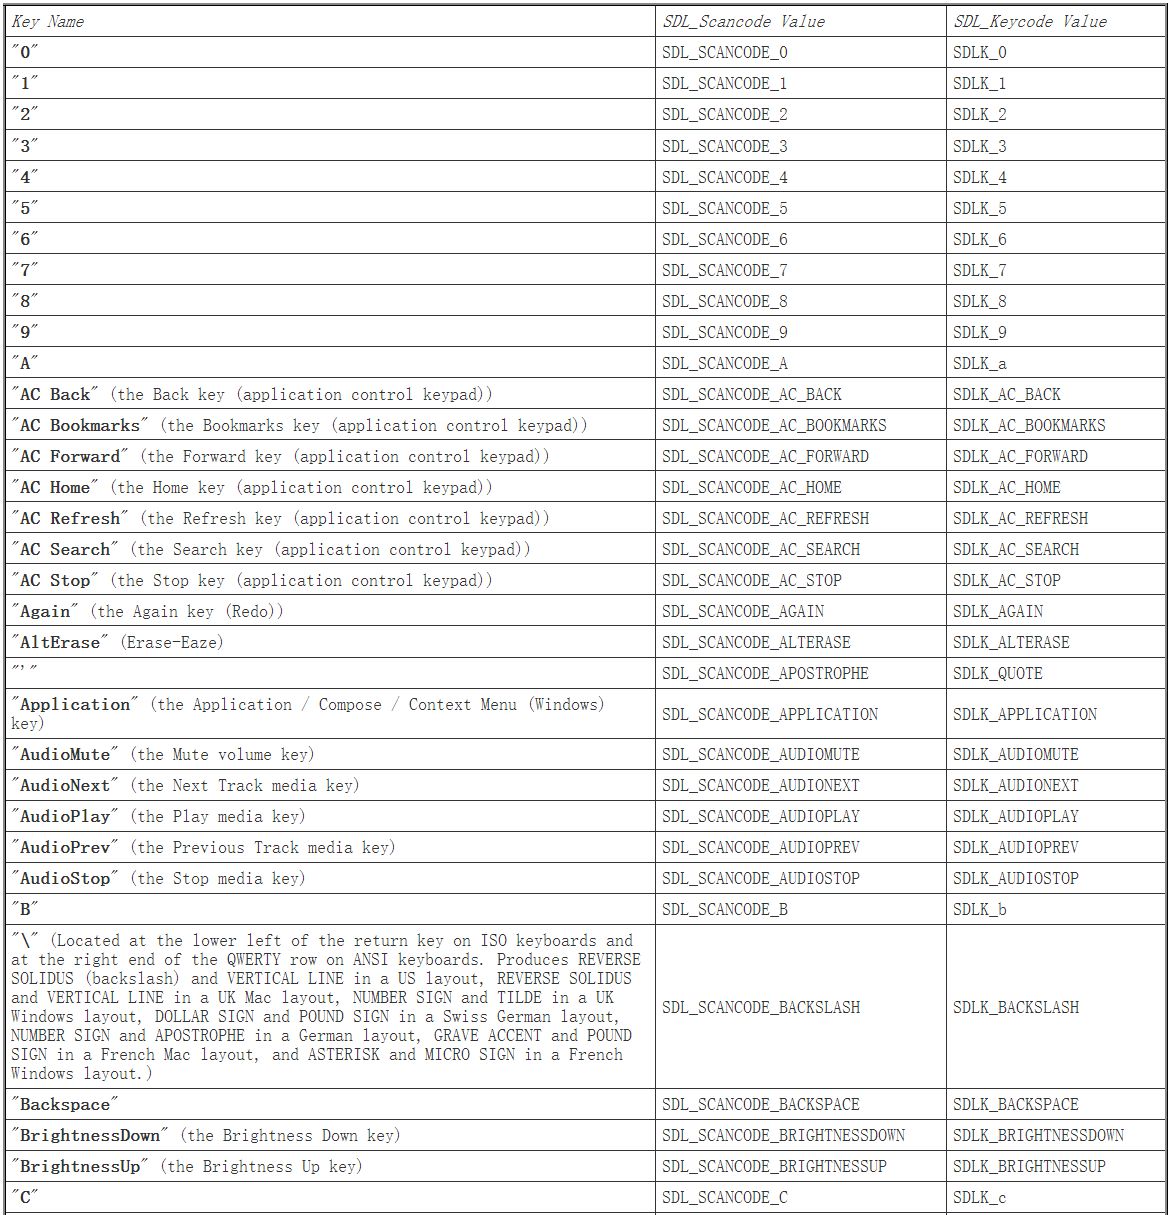 Key Name SDL_Scancode Value SDL_Keycode Value
"0" SDL_SCANCODE_0 SDLK_0
"1" SDL_SCANCODE_1 SDLK_1
"2" SDL_SCANCODE_2 SDLK_2
"3" SDL_SCANCODE_3 SDLK_3
"4" SDL_SCANCODE_4 SDLK_4
"5" SDL_SCANCODE_5 SDLK_5
"6" SDL_SCANCODE_6 SDLK_6
"7" SDL_SCANCODE_7 SDLK_7
"8" SDL_SCANCODE_8 SDLK_8
"9" SDL_SCANCODE_9 SDLK_9
"A" SDL_SCANCODE_A SDLK_a
"AC Back" (the Back key (application control keypad)) SDL_SCANCODE_AC_BACK SDLK_AC_BACK
"AC Bookmarks" (the Bookmarks key (application control keypad)) SDL_SCANCODE_AC_BOOKMARKS SDLK_AC_BOOKMARKS
"AC Forward" (the Forward key (application control keypad)) SDL_SCANCODE_AC_FORWARD SDLK_AC_FORWARD
"AC Home" (the Home key (application control keypad)) SDL_SCANCODE_AC_HOME SDLK_AC_HOME
"AC Refresh" (the Refresh key (application control keypad)) SDL_SCANCODE_AC_REFRESH SDLK_AC_REFRESH
"AC Search" (the Search key (application control keypad)) SDL_SCANCODE_AC_SEARCH SDLK_AC_SEARCH
"AC Stop" (the Stop key (application control keypad)) SDL_SCANCODE_AC_STOP SDLK_AC_STOP
"Again" (the Again key (Redo)) SDL_SCANCODE_AGAIN SDLK_AGAIN
"AltErase" (Erase-Eaze) SDL_SCANCODE_ALTERASE SDLK_ALTERASE
"'" SDL_SCANCODE_APOSTROPHE SDLK_QUOTE
"Application" (the Application / Compose / Context Menu (Windows)
key) SDL_SCANCODE_APPLICATION SDLK_APPLICATION
"AudioMute" (the Mute volume key) SDL_SCANCODE_AUDIOMUTE SDLK_AUDIOMUTE
"AudioNext" (the Next Track media key) SDL_SCANCODE_AUDIONEXT SDLK_AUDIONEXT
"AudioPlay" (the Play media key) SDL_SCANCODE_AUDIOPLAY SDLK_AUDIOPLAY
"AudioPrev" (the Previous Track media key) SDL_SCANCODE_AUDIOPREV SDLK_AUDIOPREV
"AudioStop" (the Stop media key) SDL_SCANCODE_AUDIOSTOP SDLK_AUDIOSTOP
"B" SDL_SCANCODE_B SDLK_b
"\" (Located at the lower left of the return key on ISO keyboards and
at the right end of the QWERTY row on ANSI keyboards. Produces REVERSE
SOLIDUS (backslash) and VERTICAL LINE in a US layout, REVERSE SOLIDUS
and VERTICAL LINE in a UK Mac layout, NUMBER SIGN and TILDE in a UK
Windows layout, DOLLAR SIGN and POUND SIGN in a Swiss German layout,
NUMBER SIGN and APOSTROPHE in a German layout, GRAVE ACCENT and POUND
SIGN in a French Mac layout, and ASTERISK and MICRO SIGN in a French
Windows layout.)
SDL_SCANCODE_BACKSLASH SDLK_BACKSLASH
"Backspace" SDL_SCANCODE_BACKSPACE SDLK_BACKSPACE
"BrightnessDown" (the Brightness Down key) SDL_SCANCODE_BRIGHTNESSDOWN SDLK_BRIGHTNESSDOWN
"BrightnessUp" (the Brightness Up key) SDL_SCANCODE_BRIGHTNESSUP SDLK_BRIGHTNESSUP
"C" SDL_SCANCODE_C SDLK_c